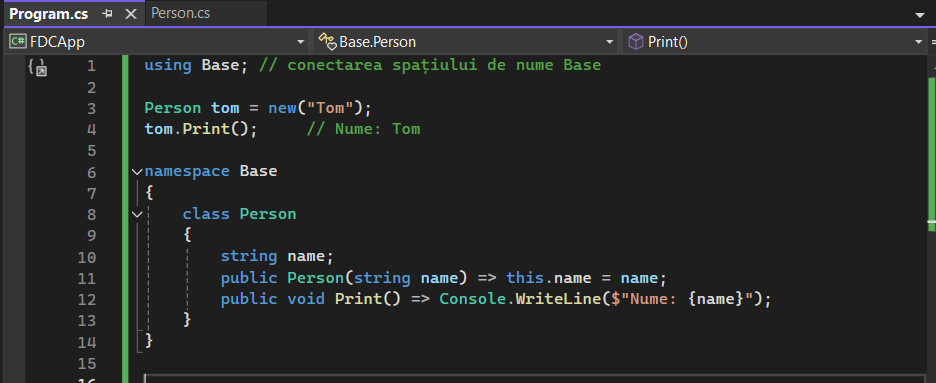 Program.cs Person.cs
C# FDCApp Base.Person Print()
1 using Base; // conectarea spațiului de nume Base
2
3 Person tom = new("Tom");
4 tom.Print();     // Nume: Tom
5
6 namespace Base
7 {
8     class Person
9     {
10         string name;
11         public Person(string name) => this.name = name;
12         public void Print() => Console.WriteLine($"Nume: {name}");
13     }
14 }
15
16